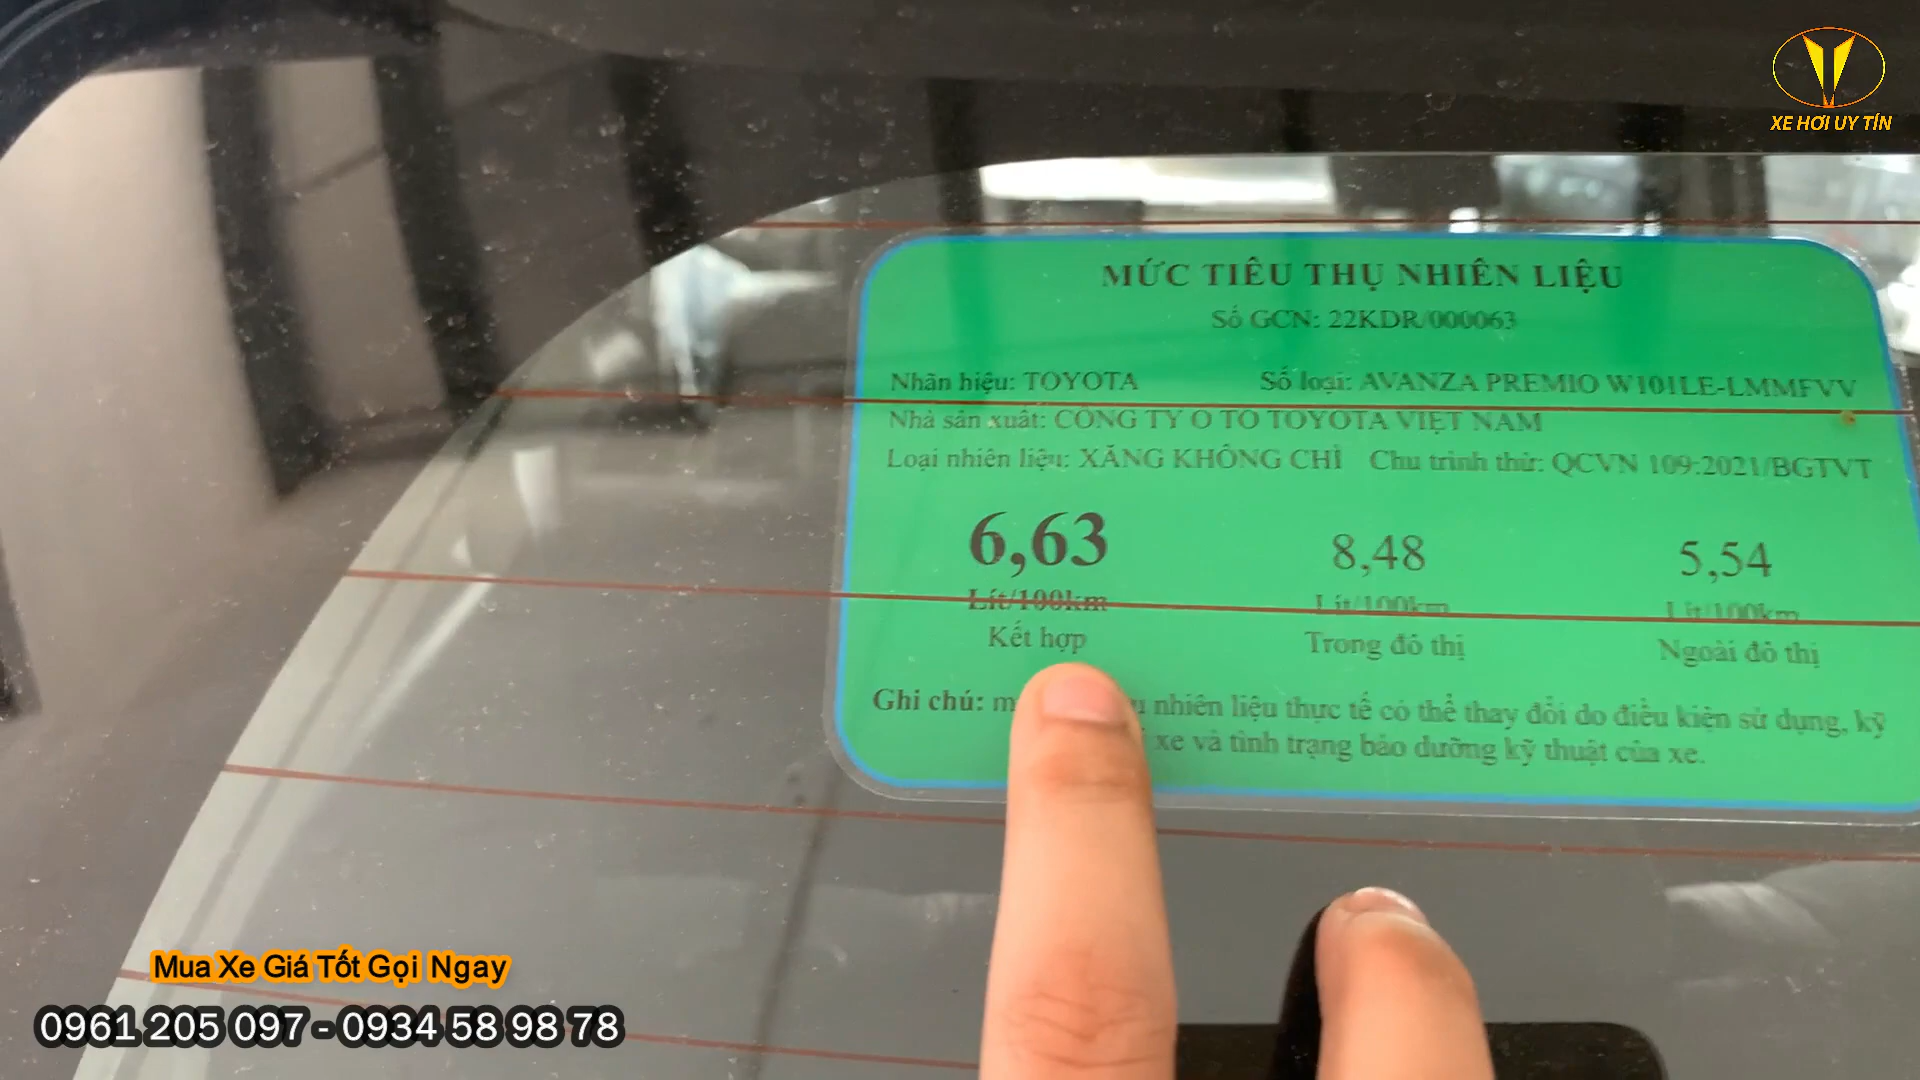 XE HƠI UY TÍN
MỨC TIÊU THỤ NHIÊN LIỆU
Số GCN: 22KDR/000063
Nhãn hiệu: TOYOTA Số loại: AVANZA PREMIO W101LE-LMMFVV
Nhà sản xuất: CÔNG TY Ô TÔ TOYOTA VIỆT NAM
Loại nhiên liệu: XĂNG KHÔNG CHÌ Chu trình thử: QCVN 109:2021/BGTVT
6,63 8,48 5,54
Lít/100km Lít/100km Lít/100km
Kết hợp Trong đô thị Ngoài đô thị
Ghi chú: nhiên liệu thực tế có thể thay đổi do điều kiện sử dụng, kỹ
xe và tình trạng bảo dưỡng kỹ thuật của xe.
Mua Xe Giá Tốt Gọi Ngay
0961 205 097 - 0934 58 98 78